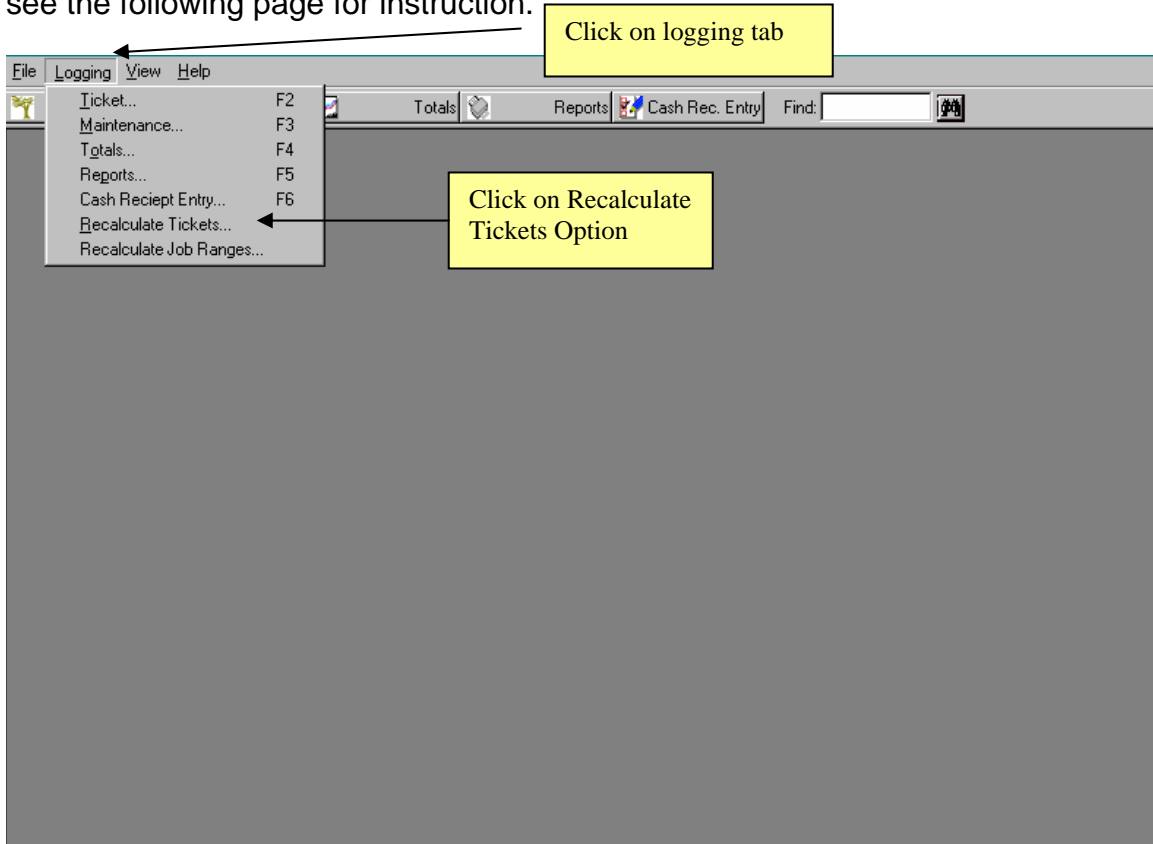 see the following page for instruction.
Click on logging tab
File Logging View Help
Totals Reports Cash Rec. Entry Find:
Ticket... F2
Maintenance... F3
Totals... F4
Reports... F5
Cash Reciept Entry... F6
Recalculate Tickets...
Recalculate Job Ranges...
Click on Recalculate
Tickets Option